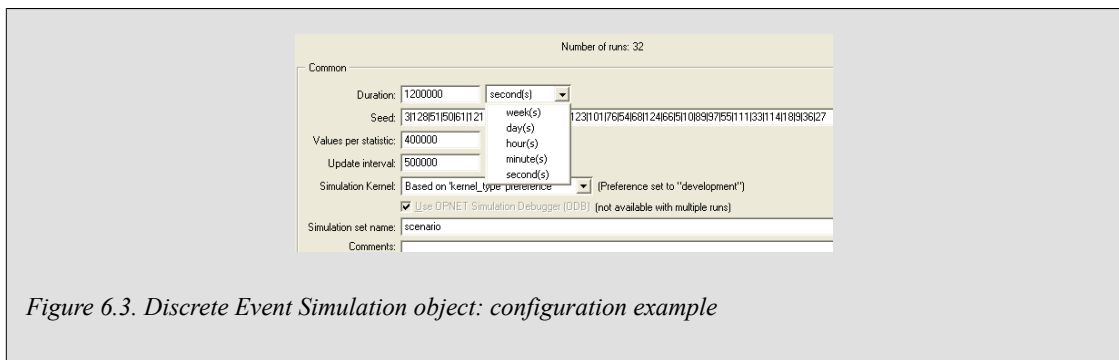 Number of runs: 32
Common
Duration: 1200000 second(s)
week(s)
Seed: 3|128|51|50|61|121 123|101|76|54|68|124|66|5|10|89|97|55|111|33|114|18|9|36|27
day(s)
Values per statistic: 400000
hour(s)
Update interval: 500000
minute(s)
second(s)
Simulation Kernel: Based on 'kernel_type' preference (Preference set to "development")
Use OPNET Simulation Debugger (ODB) (not available with multiple runs)
Simulation set name: scenario
Comments:
Figure 6.3. Discrete Event Simulation object: configuration example